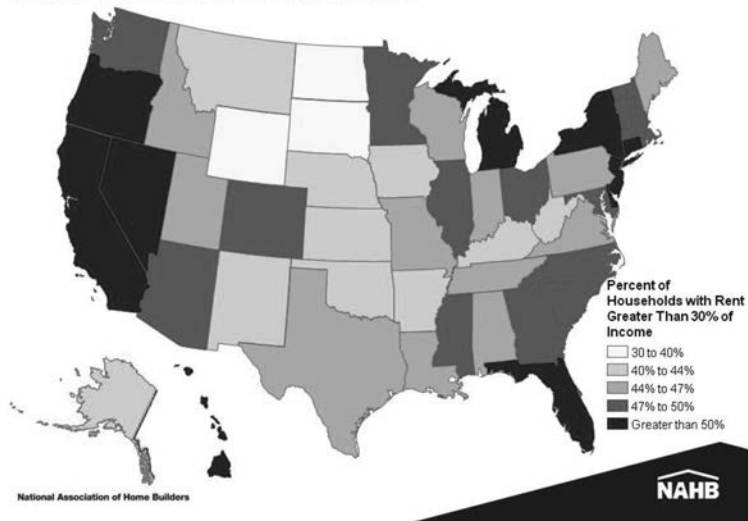 Percent of
Households with Rent
Greater Than 30% of
Income
30 to 40%
40% to 44%
44% to 47%
47% to 50%
Greater than 50%
National Association of Home Builders
NAHB